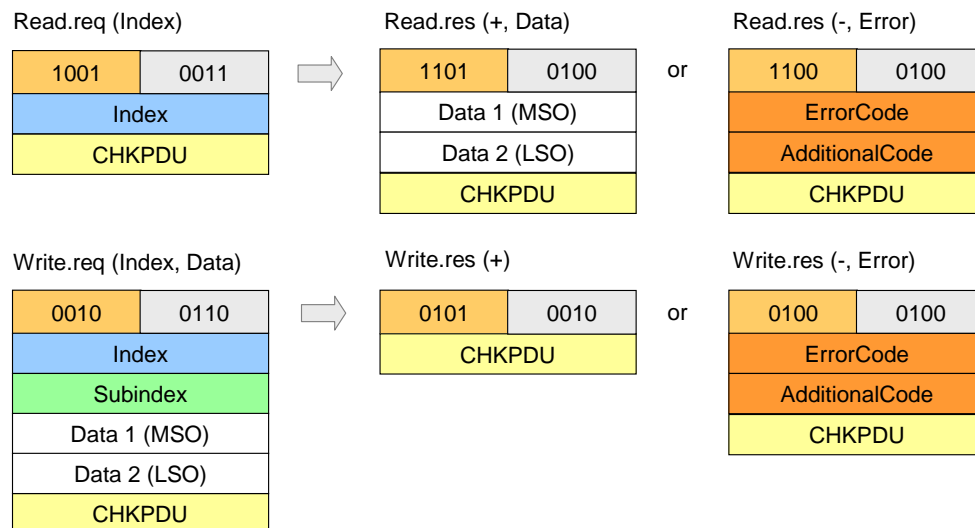 Read.req (Index)
Read.res (+, Data)
Read.res (-, Error)
1001 0011
1101 0100
or
1100 0100
Index
Data 1 (MSO)
ErrorCode
CHKPDU
Data 2 (LSO)
AdditionalCode
CHKPDU
CHKPDU
Write.req (Index, Data)
Write.res (+)
Write.res (-, Error)
0010 0110
0101 0010
or
0100 0100
Index
CHKPDU
ErrorCode
Subindex
AdditionalCode
Data 1 (MSO)
CHKPDU
Data 2 (LSO)
CHKPDU